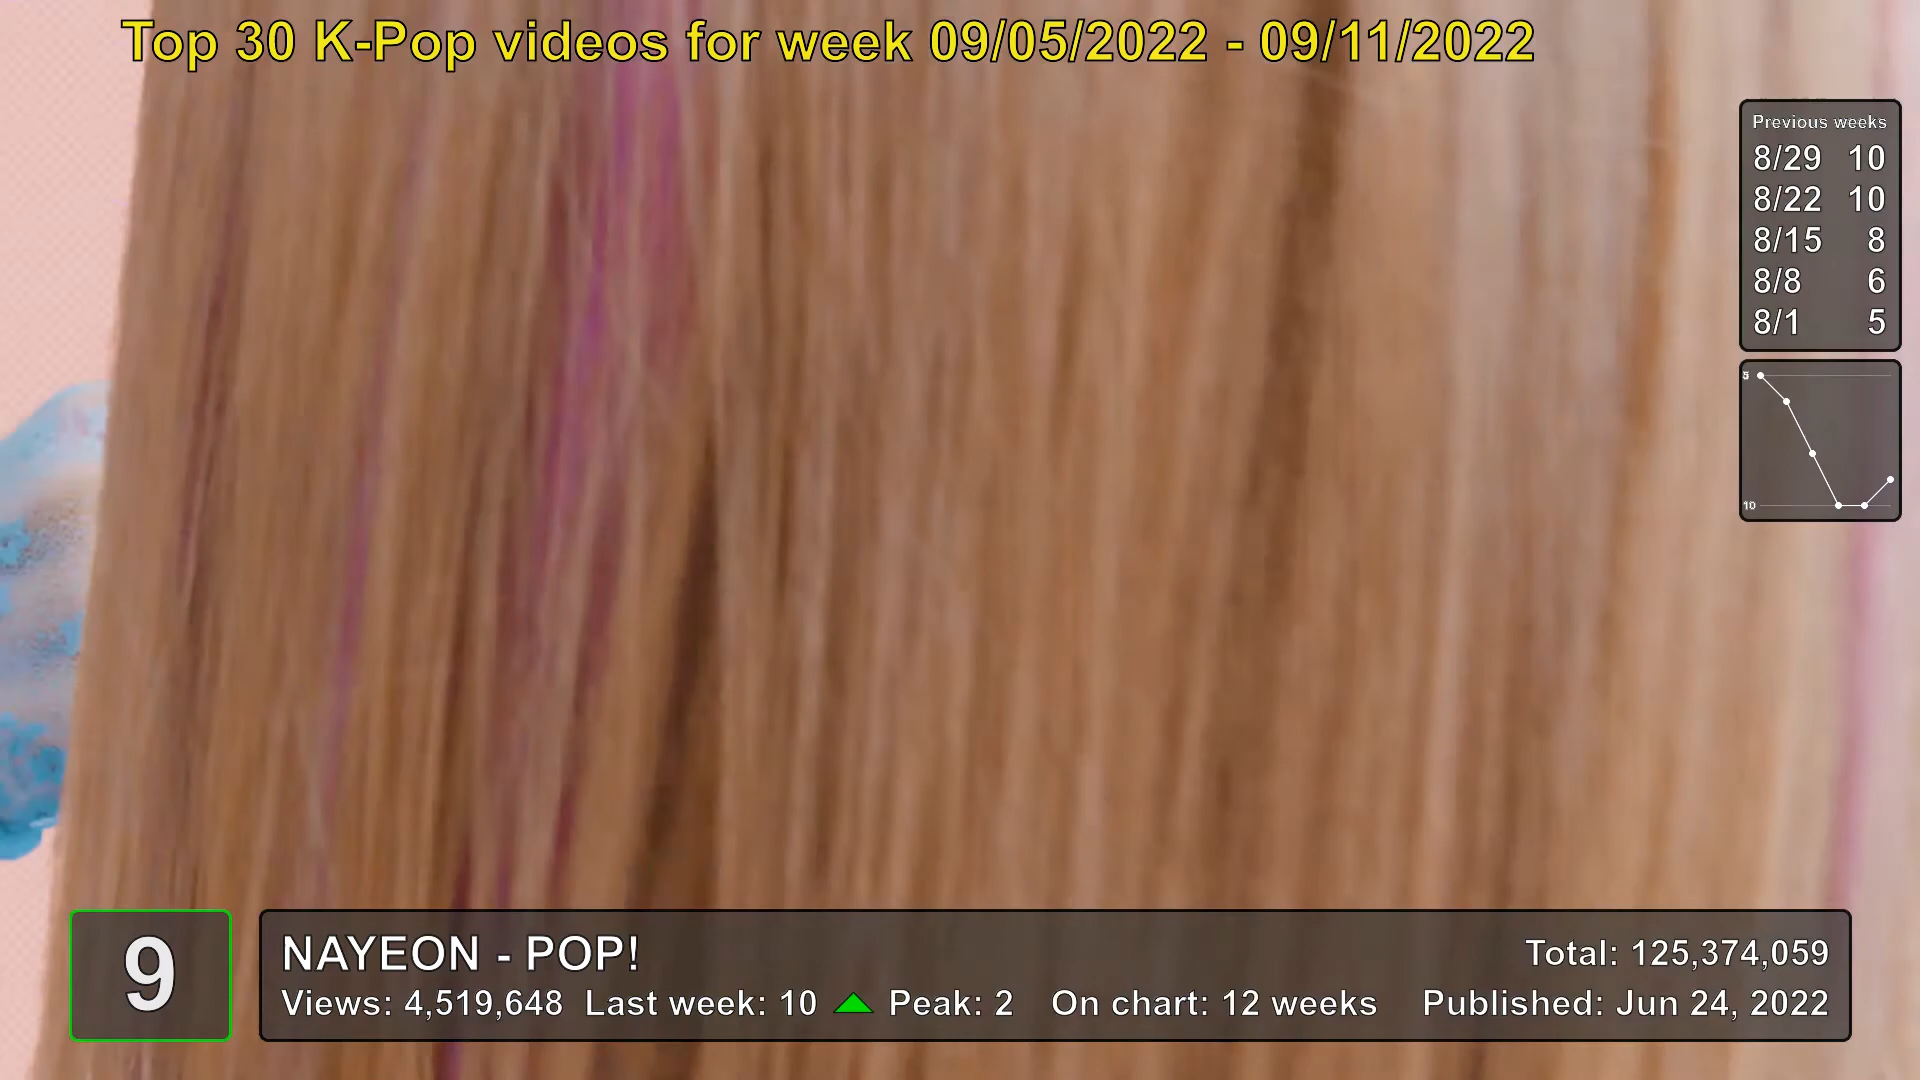 Top 30 K-Pop videos for week 09/05/2022 - 09/11/2022
Previous weeks
8/29 10
8/22 10
8/15 8
8/8 6
8/1 5
5
10
9
NAYEON - POP!
Total: 125,374,059
Views: 4,519,648 Last week: 10 Peak: 2 On chart: 12 weeks Published: Jun 24, 2022